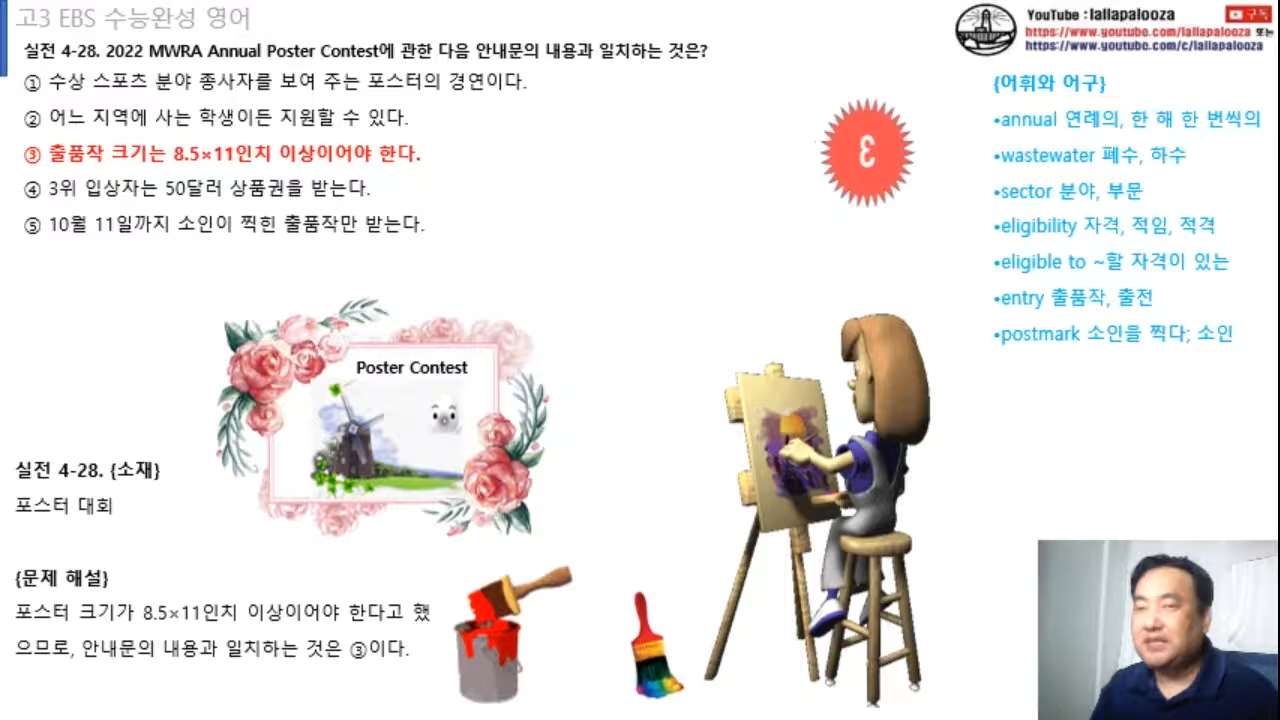 고3 EBS 수능완성 영어
실전 4-28. 2022 MWRA Annual Poster Contest에 관한 다음 안내문의 내용과 일치하는 것은?
① 수상 스포츠 분야 종사자를 보여 주는 포스터의 경연이다.
② 어느 지역에 사는 학생이든 지원할 수 있다.
③ 출품작 크기는 8.5×11인치 이상이어야 한다.
④ 3위 입상자는 50달러 상품권을 받는다.
⑤ 10월 11일까지 소인이 찍힌 출품작만 받는다.
3
YouTube : lallapalooza
구독
https://www.youtube.com/lallapalooza 또는
https://www.youtube.com/c/lallapalooza
{어휘와 어구}
•annual 연례의, 한 해 한 번씩의
•wastewater 폐수, 하수
•sector 분야, 부문
•eligibility 자격, 적임, 적격
•eligible to ~할 자격이 있는
•entry 출품작, 출전
•postmark 소인을 찍다; 소인
Poster Contest
실전 4-28. {소재}
포스터 대회
{문제 해설}
포스터 크기가 8.5×11인치 이상이어야 한다고 했
으므로, 안내문의 내용과 일치하는 것은 ③이다.